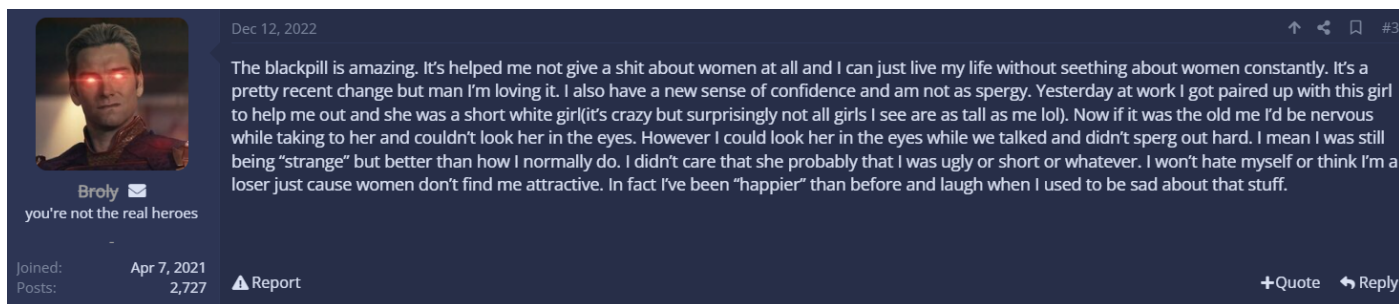 Dec 12, 2022
#3
The blackpill is amazing. It’s helped me not give a shit about women at all and I can just live my life without seething about women constantly. It’s a
pretty recent change but man I’m loving it. I also have a new sense of confidence and am not as spergy. Yesterday at work I got paired up with this girl
to help me out and she was a short white girl(it’s crazy but surprisingly not all girls I see are as tall as me lol). Now if it was the old me I’d be nervous
while taking to her and couldn’t look her in the eyes. However I could look her in the eyes while we talked and didn’t sperg out hard. I mean I was still
being “strange” but better than how I normally do. I didn’t care that she probably that I was ugly or short or whatever. I won’t hate myself or think I’m a
loser just cause women don’t find me attractive. In fact I’ve been “happier” than before and laugh when I used to be sad about that stuff.
Broly
you're not the real heroes
-
Joined: Apr 7, 2021
Posts: 2,727
Report
+Quote Reply